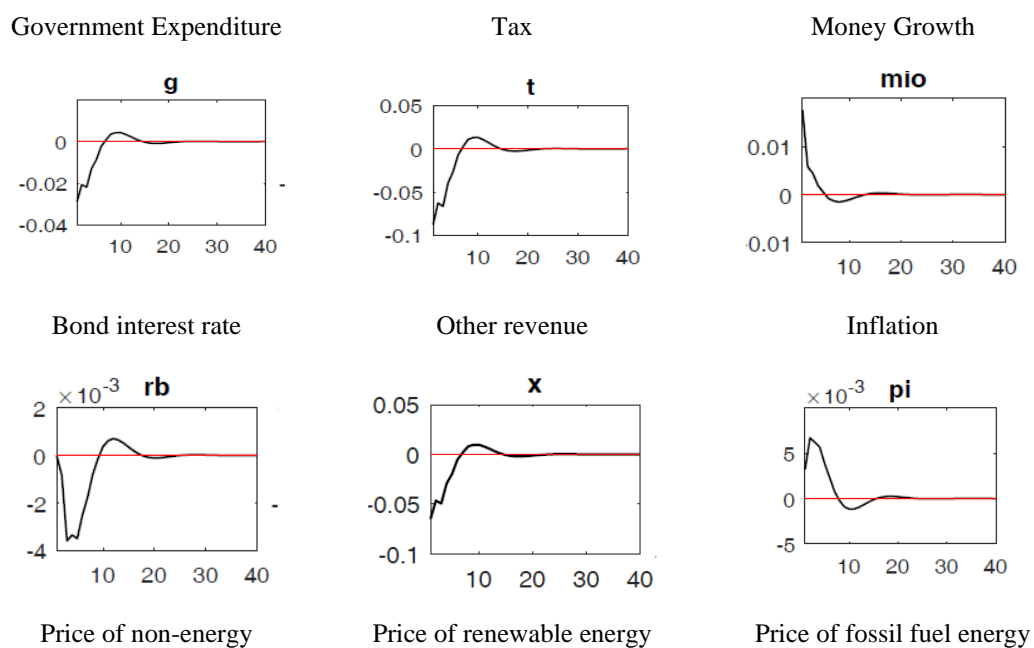 Government Expenditure Tax Money Growth
g t mio
0 0.05 0.01
-0.02 0 0
-0.04 -0.05 -0.01
-0.1
10 20 30 40 10 20 30 40 10 20 30 40
Bond interest rate Other revenue Inflation
×10^-3 rb x ×10^-3 pi
2 0.05 5
0 0 0
-2 -0.05 -5
-4 -0.1
10 20 30 40 10 20 30 40 10 20 30 40
Price of non-energy Price of renewable energy Price of fossil fuel energy